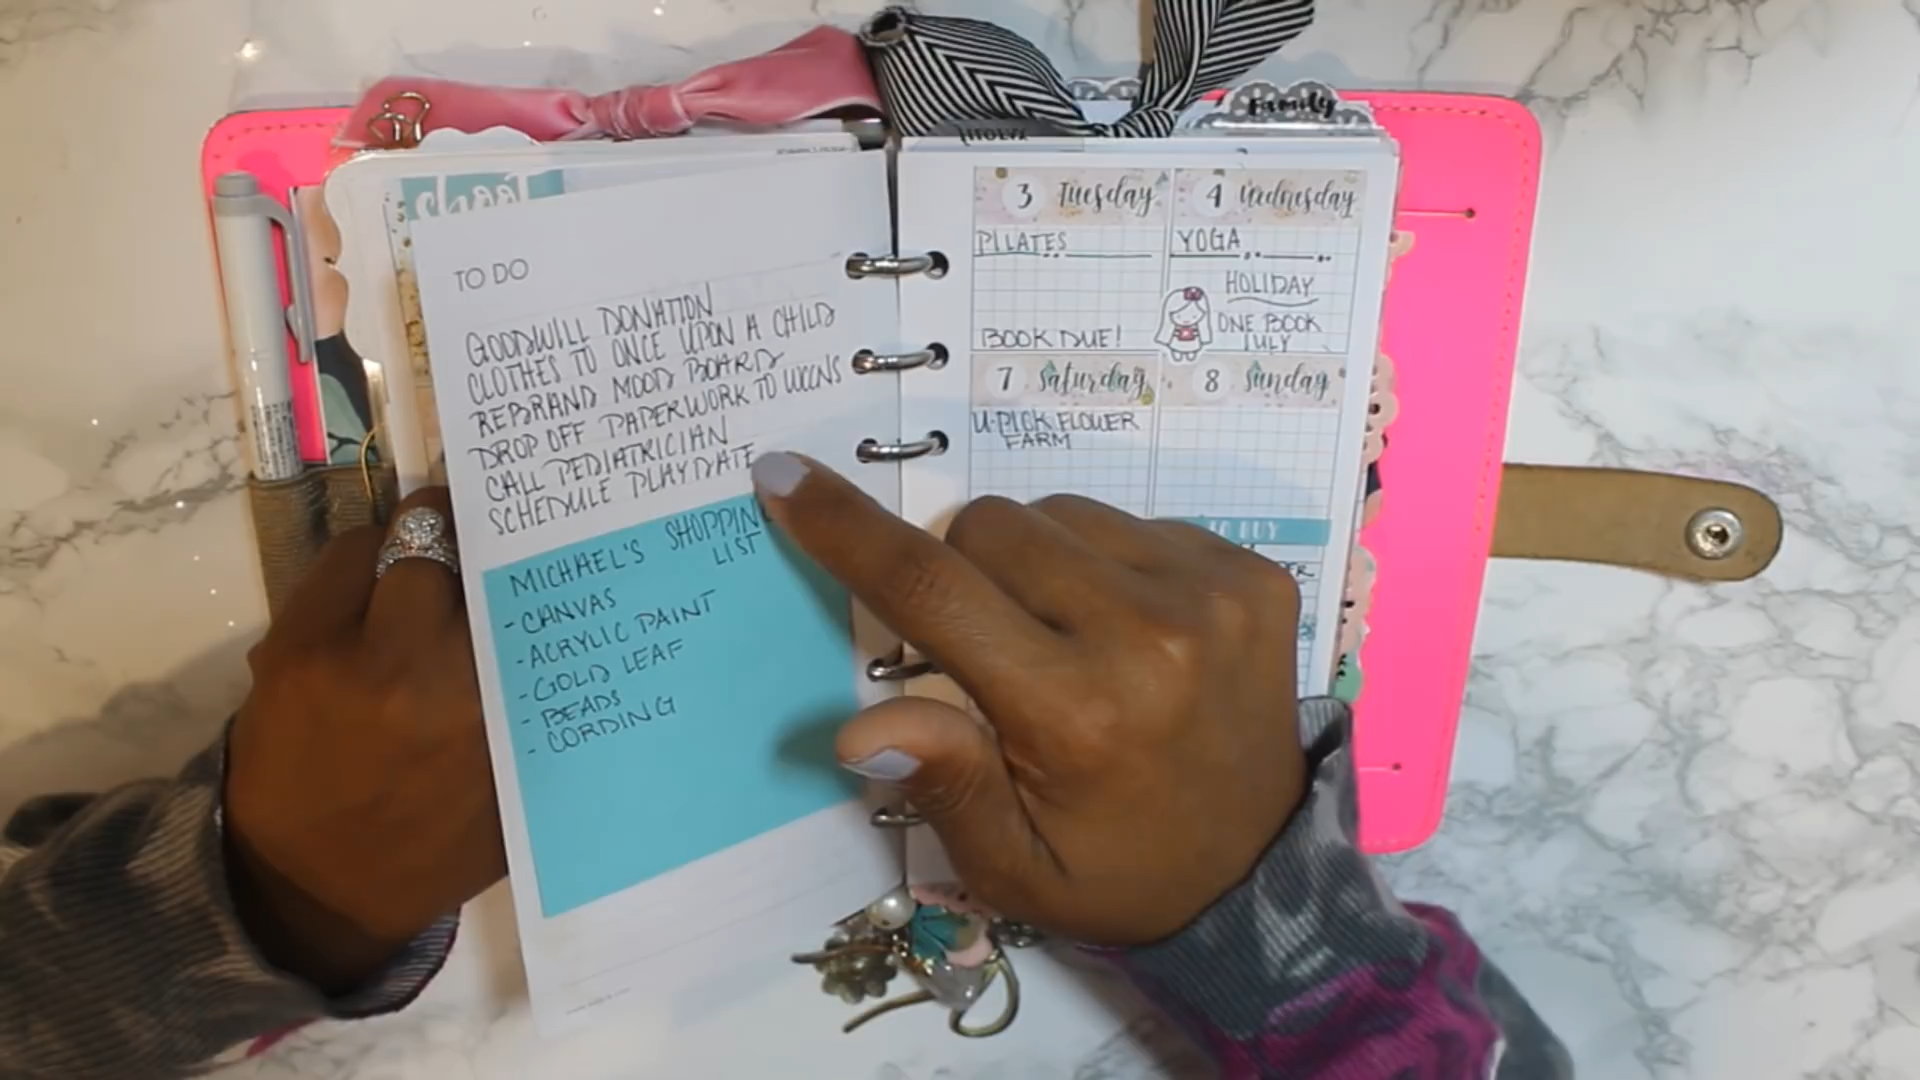 Family
TO DO
GOODWILL DONATION
CLOTHES TO ONCE UPON A CHILD
REBRAND MOOD BOARD
DROP OFF PAPERWORK TO
CALL PEDIATRICIAN
SCHEDULE PLAYDATE
MICHAEL'S SHOPPING
LIST
-CANVAS
-ACRYLIC PAINT
-GOLD LEAF
- BEADS
- CORDING
3 Tuesday
PILATES
BOOK DUE!
4 Wednesday
YOGA
HOLIDAY
ONE BOOK
JULY
7 Saturday
U-PICK FLOWER
FARM
8 Sunday
BUY